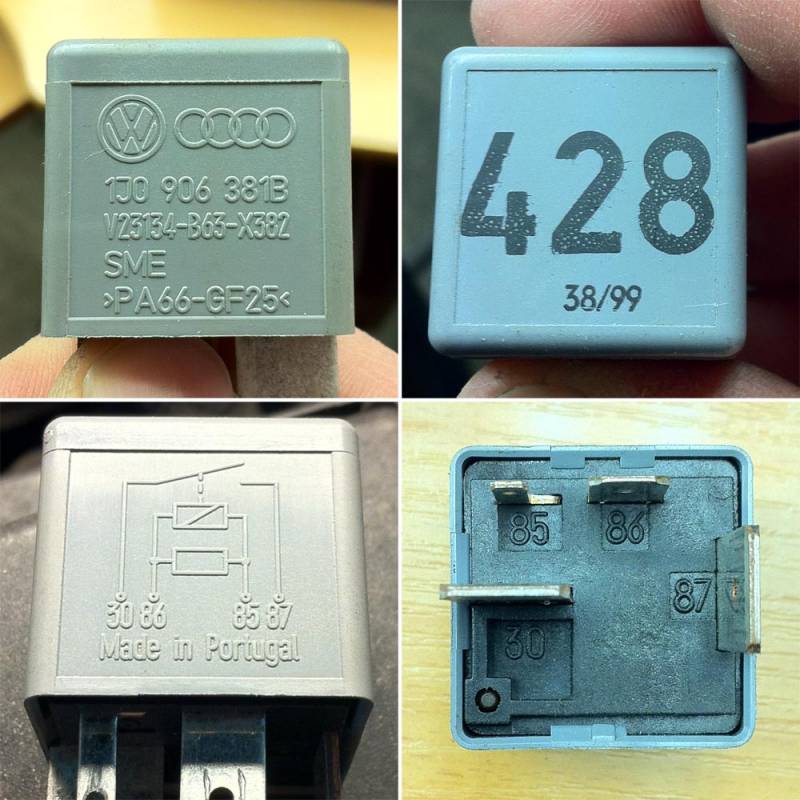 1J0 906 381B
V23134-B63-X382
SME
>PA66-GF25<
428
38/99
30 86 85 87
Made in Portugal
85 86
87
30